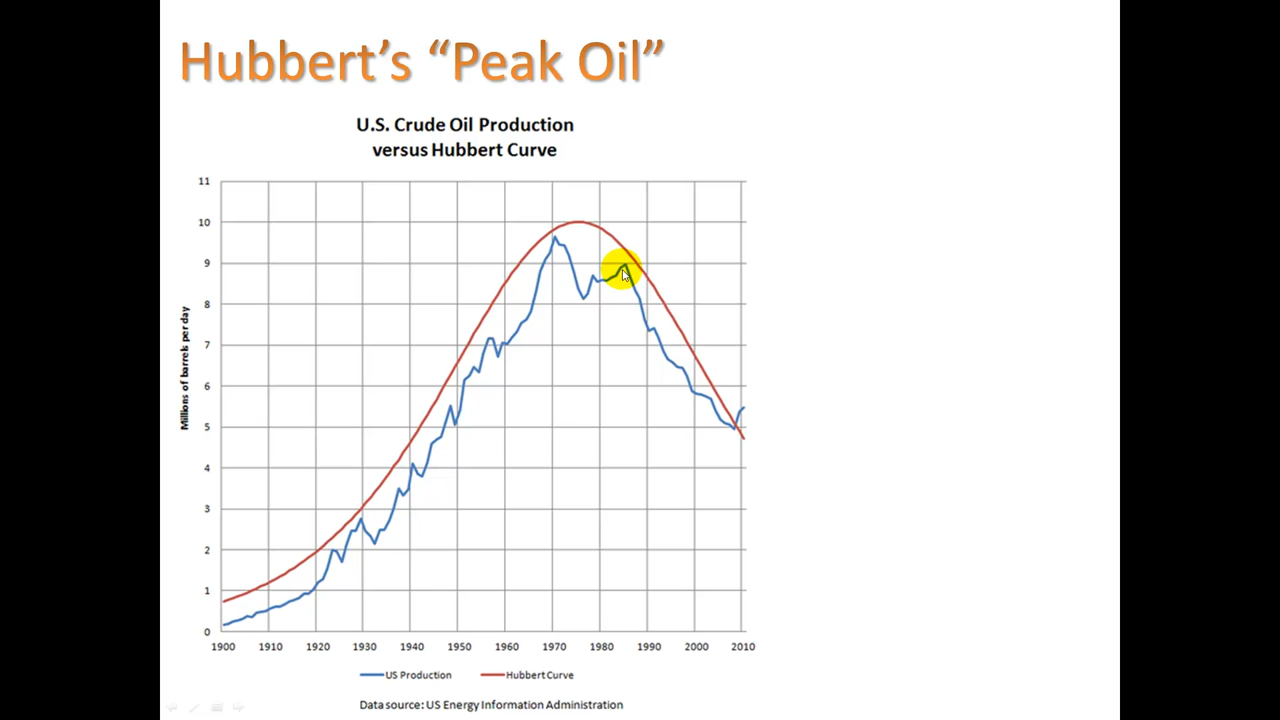 Hubbert’s “Peak Oil”
U.S. Crude Oil Production
versus Hubbert Curve
Millions of barrels per day
11
10
9
8
7
6
5
4
3
2
1
0
1900 1910 1920 1930 1940 1950 1960 1970 1980 1990 2000 2010
US Production Hubbert Curve
Data source: US Energy Information Administration